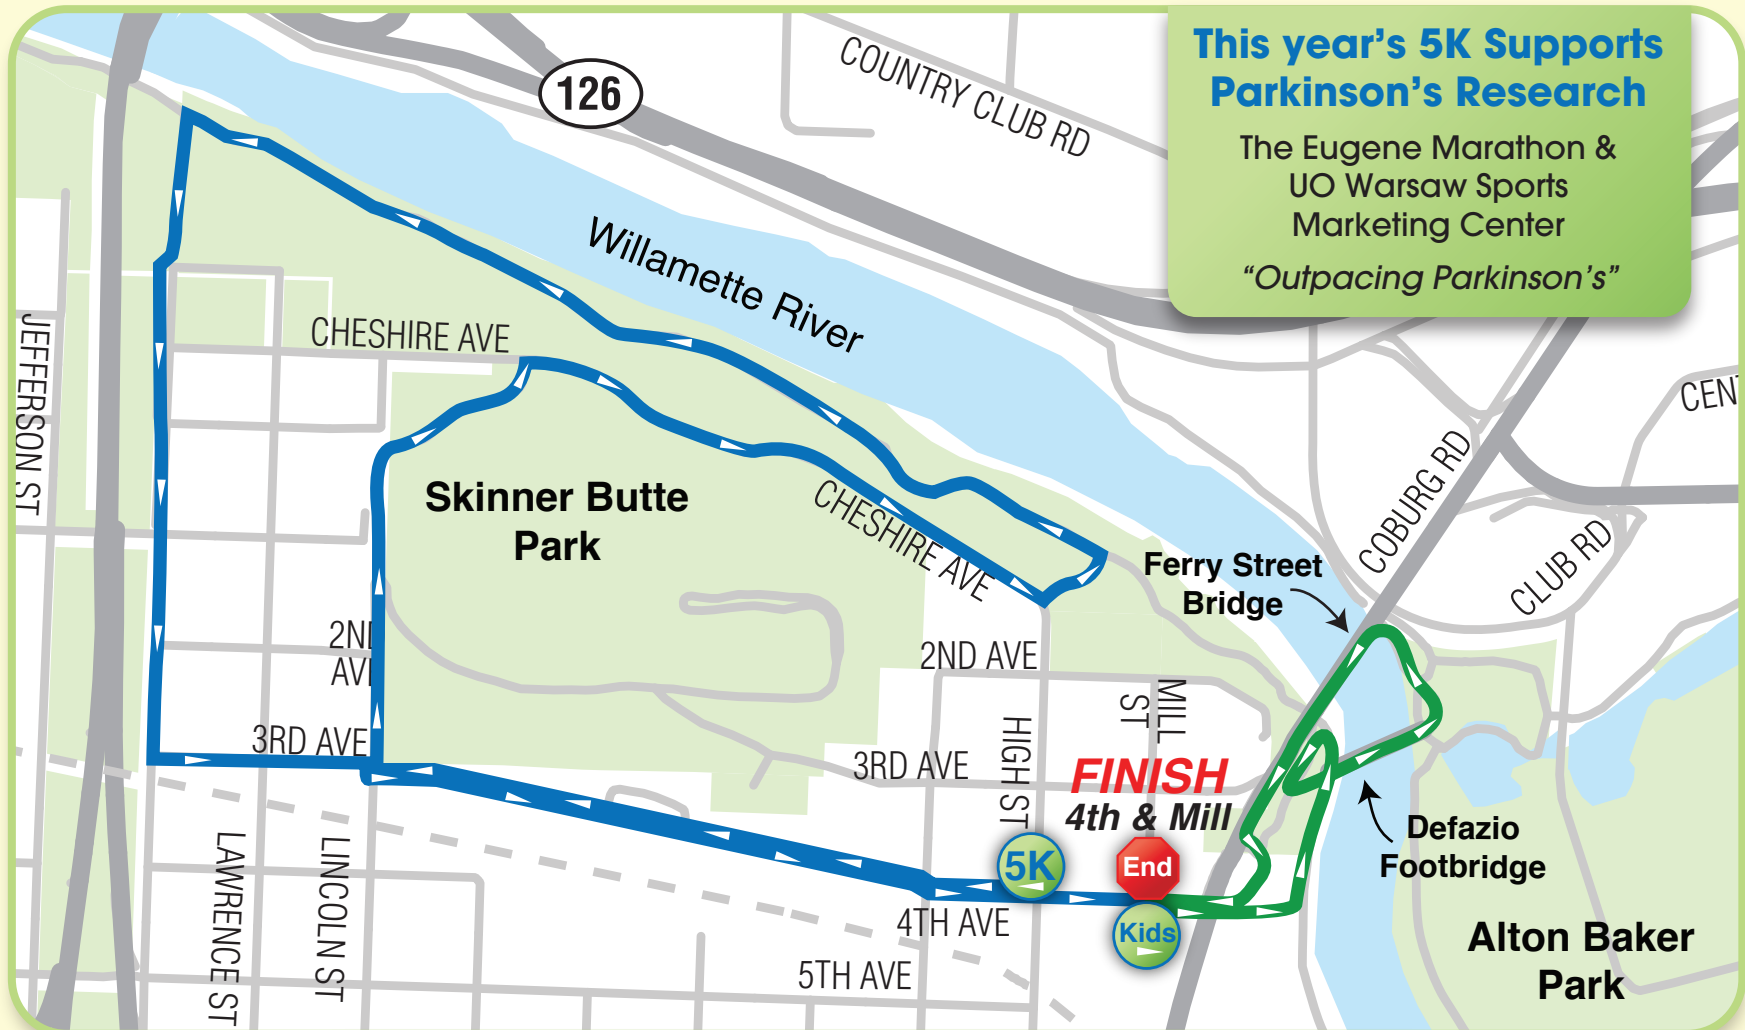 This year’s 5K Supports
Parkinson’s Research
The Eugene Marathon &
UO Warsaw Sports
Marketing Center
“Outpacing Parkinson’s”
126
COUNTRY CLUB RD
Willamette River
CHESHIRE AVE
JEFFERSON ST
Skinner Butte
Park
CHESHIRE AVE
COBURG RD
CLUB RD
Ferry Street
Bridge
2ND
AVE
2ND AVE
MILL
ST
HIGH ST
3RD AVE
3RD AVE
FINISH
4th & Mill
5K
End
Kids
Defazio
Footbridge
4TH AVE
5TH AVE
LAWRENCE ST
LINCOLN ST
Alton Baker
Park